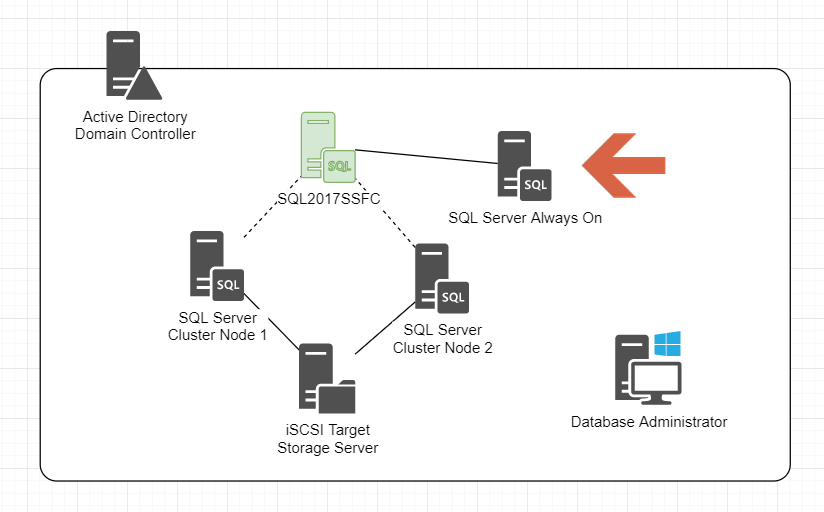 Active Directory
Domain Controller
SQL
SQL2017SSFC
SQL
SQL Server Always On
SQL
SQL Server
Cluster Node 1
SQL
SQL Server
Cluster Node 2
iSCSI Target
Storage Server
Database Administrator